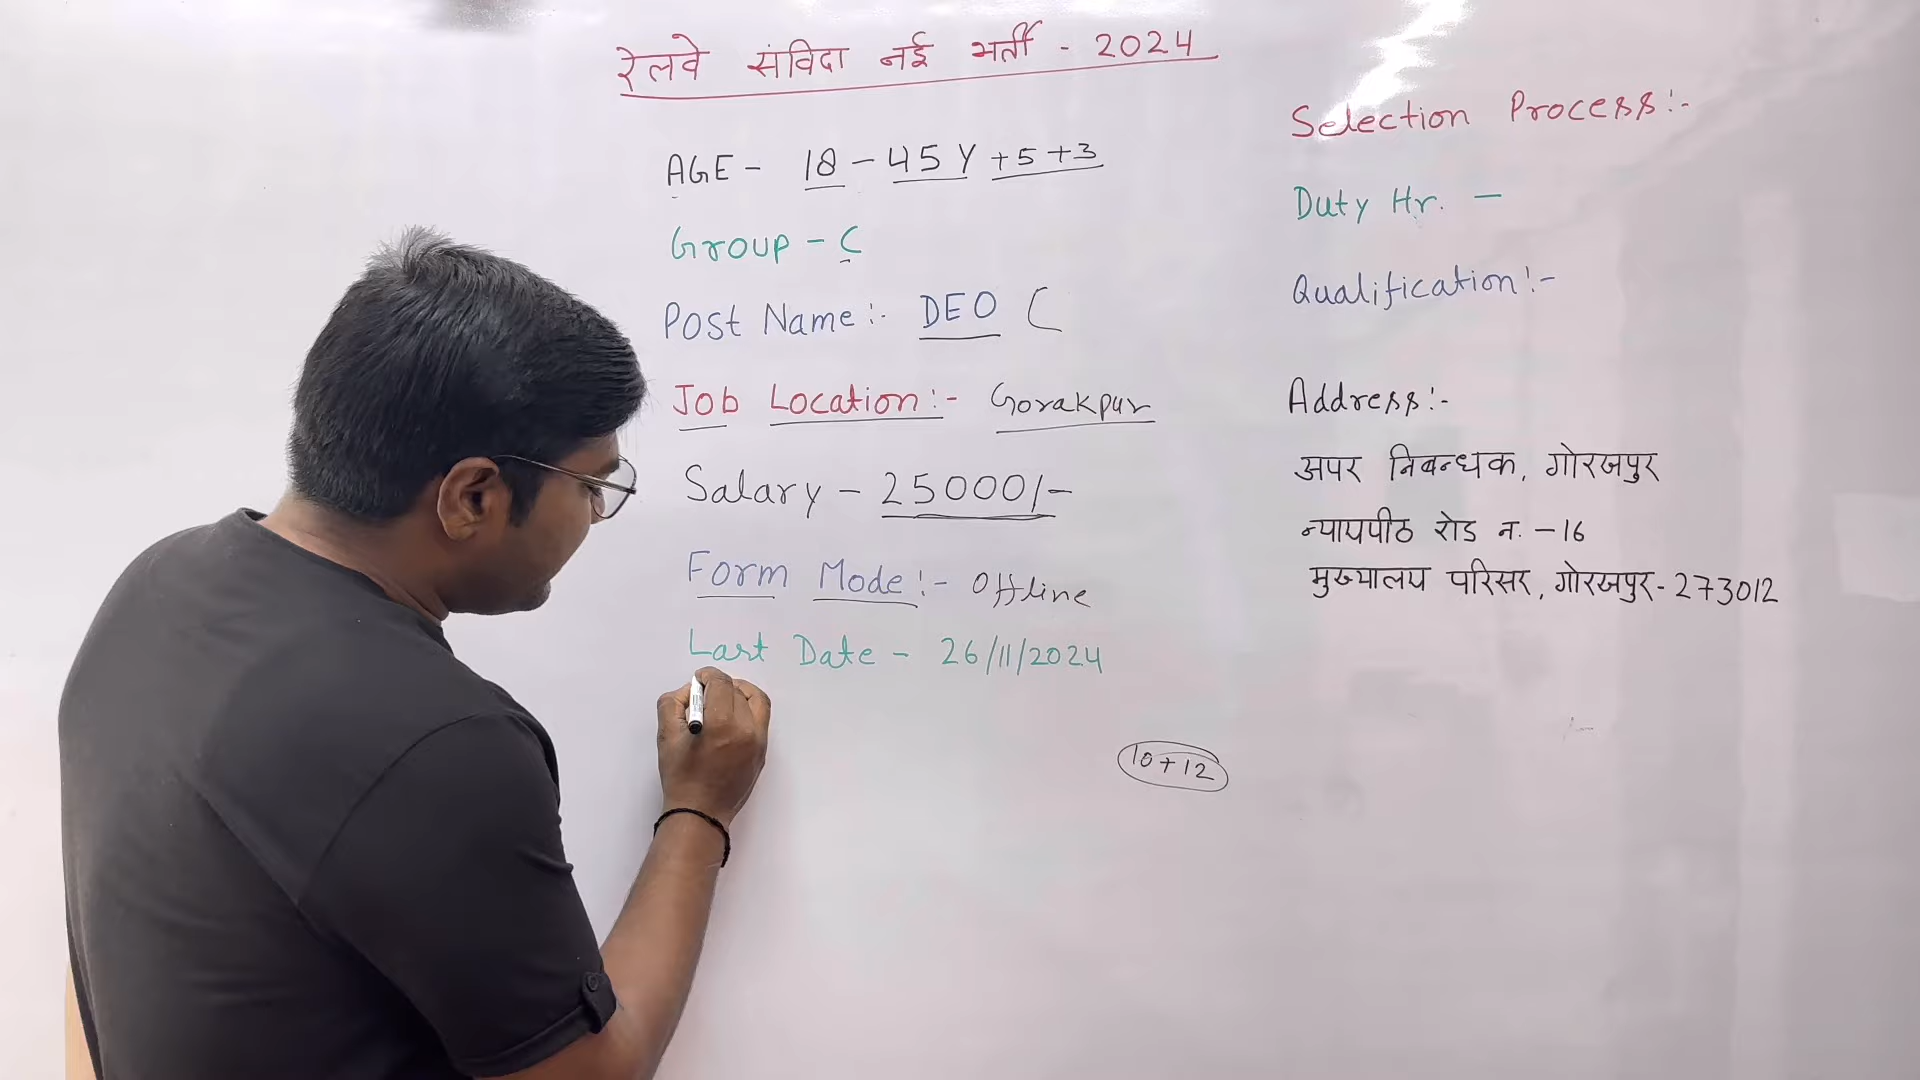 रेलवे संविदा नई भर्ती - 2024
AGE - 18 - 45 Y + 5 + 3
Group - C
Post Name :- DEO (
Job Location :- Gorakpur
Salary - 25000/-
Form Mode :- Offline
Last Date - 26/11/2024
10 + 12
Selection Process :-
Duty Hr. -
Qualification :-
Address :-
अपर निबन्धक, गोरखपुर
न्यायपीठ रोड न. - 16
मुख्यालय परिसर, गोरखपुर - 273012